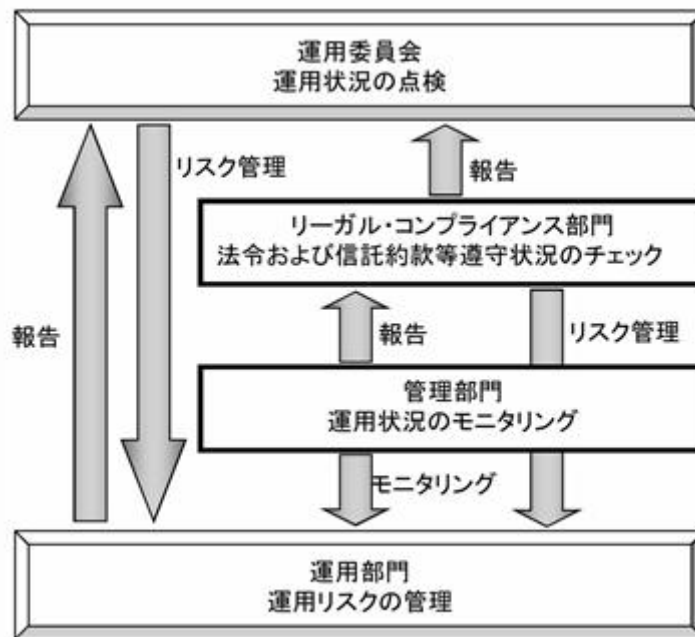 運用委員会
運用状況の点検
リスク管理
報告
リーガル・コンプライアンス部門
法令および信託約款等遵守状況のチェック
報告
報告
リスク管理
管理部門
運用状況のモニタリング
モニタリング
運用部門
運用リスクの管理